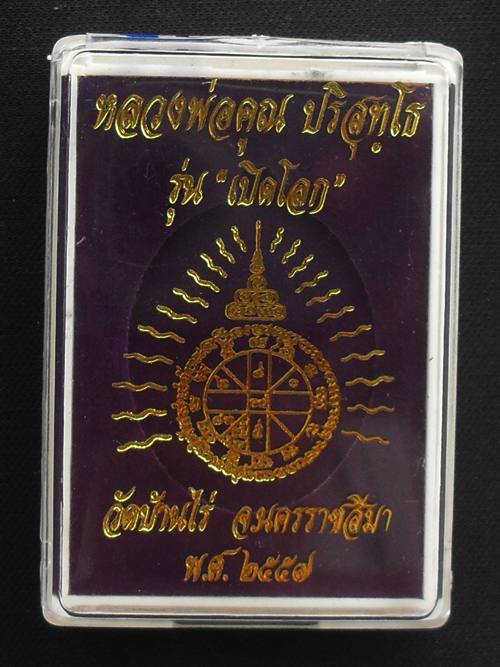 หลวงพ่อคูณ ปริสุทฺโธ
รุ่น "เปิดโลก"
วัดบ้านไร่ จ.นครราชสีมา
พ.ศ. ๒๕๕๗